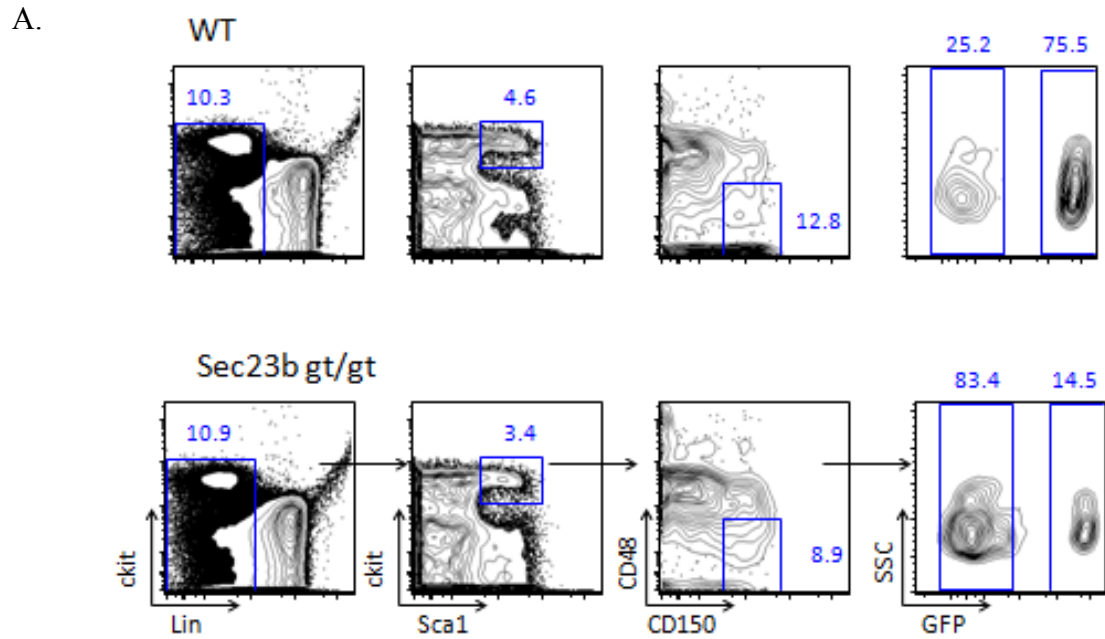 A.
WT
10.3
4.6
12.8
25.2 75.5
Sec23b gt/gt
10.9
3.4
8.9
83.4 14.5
ckit
Lin
ckit
Sca1
CD48
CD150
SSC
GFP